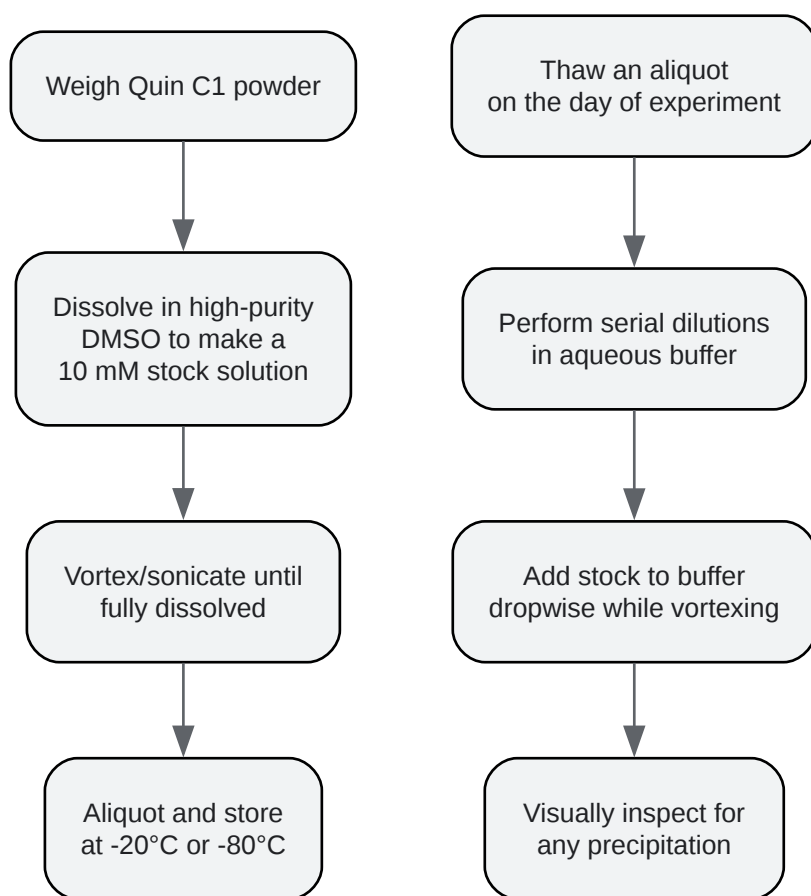 Weigh Quin C1 powder
Dissolve in high-purity
DMSO to make a
10 mM stock solution
Vortex/sonicate until
fully dissolved
Aliquot and store
at -20°C or -80°C
Thaw an aliquot
on the day of experiment
Perform serial dilutions
in aqueous buffer
Add stock to buffer
dropwise while vortexing
Visually inspect for
any precipitation